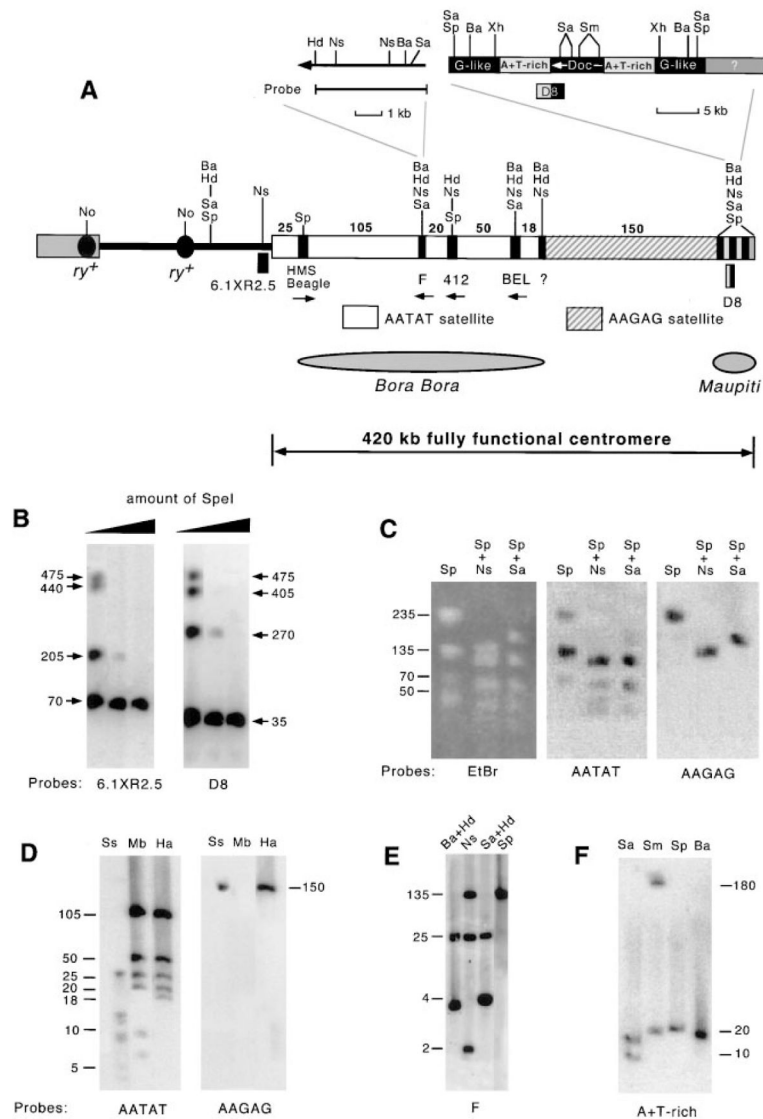 A
Hd Ns Ns Ba Sa
Probe
1 kb
Sa
Sp Ba Xh Sa Sm Xh Ba Sa
Sp
G-like A+T-rich Doc A+T-rich G-like ?
D8
5 kb
No No Ba
Hd
Sa
Sp Ns Sp Ba
Hd
Ns
Sa Hd
Ns
Sp Ba
Hd
Ns
Sa Ba
Hd
Ns Ba
Hd
Ns
Sa
Sp
25 105 20 50 18 150
ry+ ry+ 6.1XR2.5 HMS
Beagle F 412 BEL ? D8
AATAT satellite AAGAG satellite
Bora Bora Maupiti
420 kb fully functional centromere
B
amount of SpeI
475
440
205
70
475
405
270
35
Probes: 6.1XR2.5 D8
C
Sp Sp
+
Ns Sp
+
Sa Sp Sp
+
Ns Sp
+
Sa Sp Sp
+
Ns Sp
+
Sa
235
135
70
50
Probes: EtBr AATAT AAGAG
D
Ss Mb Ha Ss Mb Ha
105
50
25
20
18
10
5
150
Probes: AATAT AAGAG
E
Ba+Hd Ns Sa+Hd Sp
135
25
4
2
F
F
Sa Sm Sp Ba
180
20
10
A+T-rich